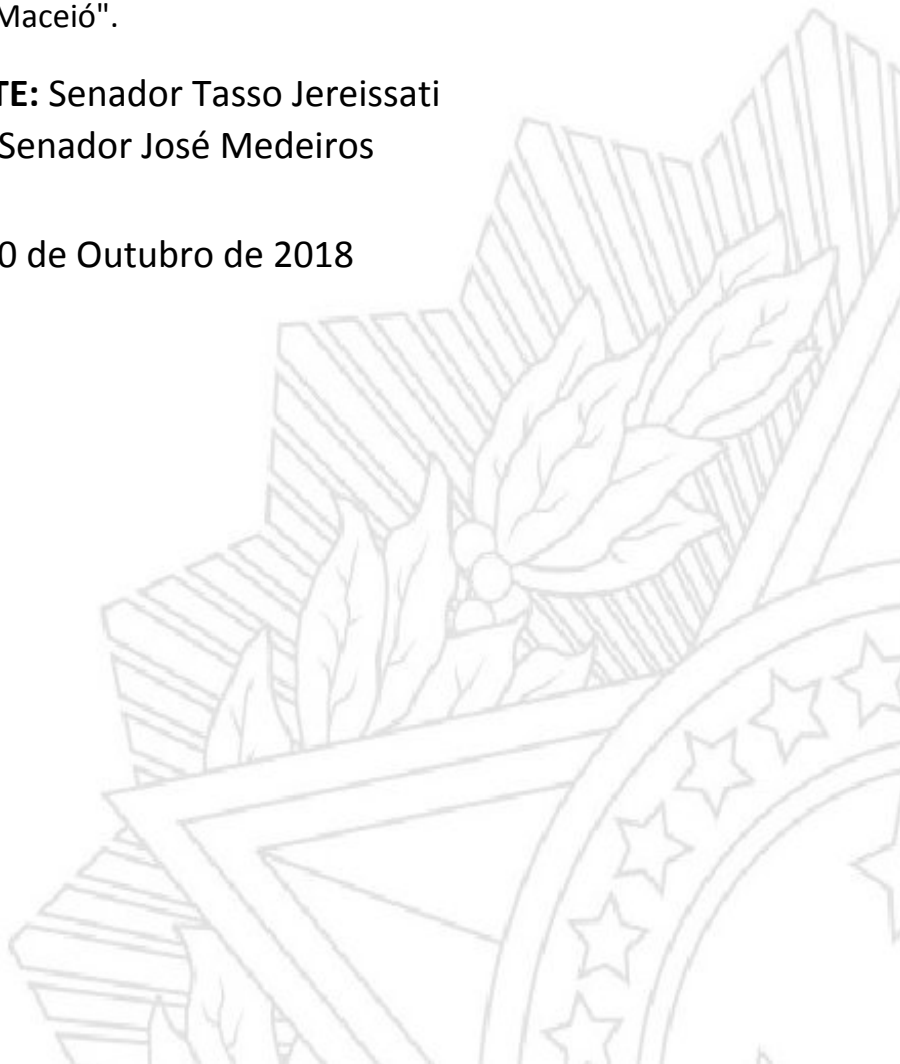 Maceió".
TE: Senador Tasso Jereissati
Senador José Medeiros
0 de Outubro de 2018